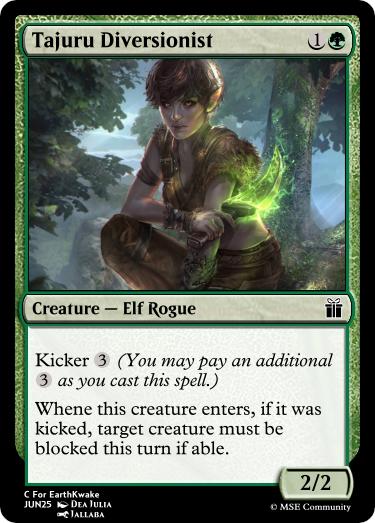 Tajuru Diversionist 1
Creature — Elf Rogue
Kicker 3 (You may pay an additional
3 as you cast this spell.)
Whene this creature enters, if it was
kicked, target creature must be
blocked this turn if able.
2/2
C For EarthKwake
JUN25 Dea Julia
Jallaba
© MSE Community